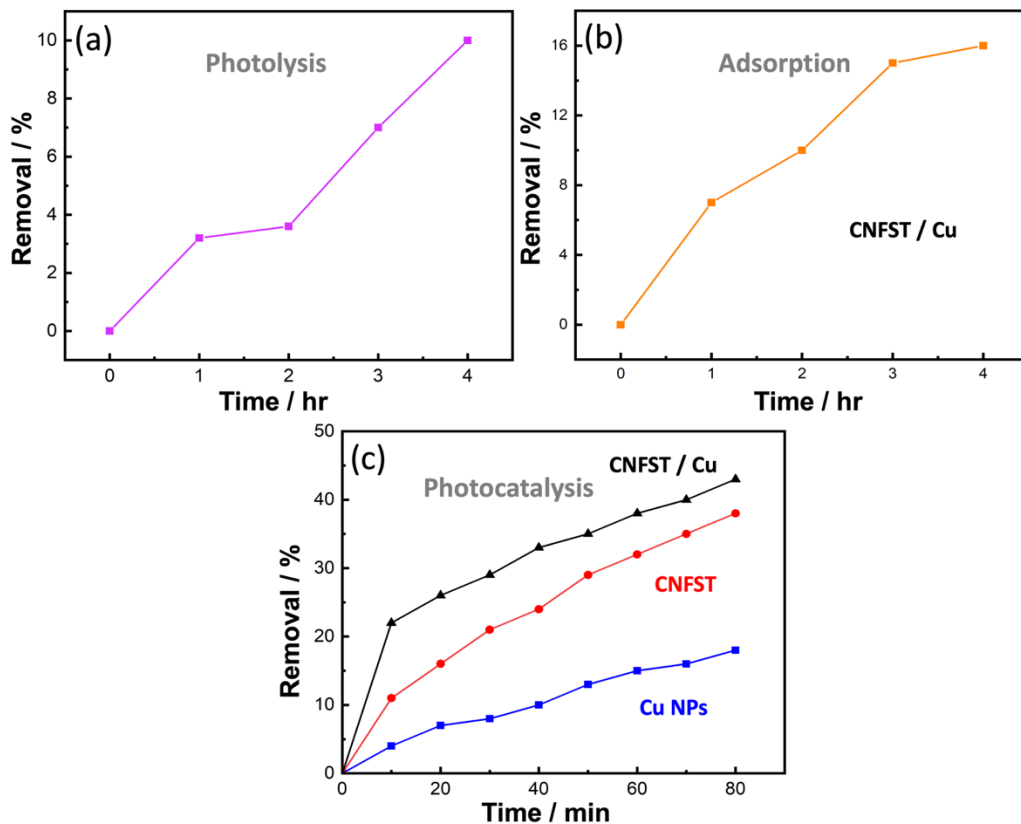 (a)
Photolysis
Removal / %
10
8
6
4
2
0
0 1 2 3 4
Time / hr
(b)
Adsorption
CNFST / Cu
Removal / %
16
12
8
4
0
0 1 2 3 4
Time / hr
(c)
Photocatalysis
CNFST / Cu
CNFST
Cu NPs
Removal / %
50
40
30
20
10
0
0 20 40 60 80
Time / min